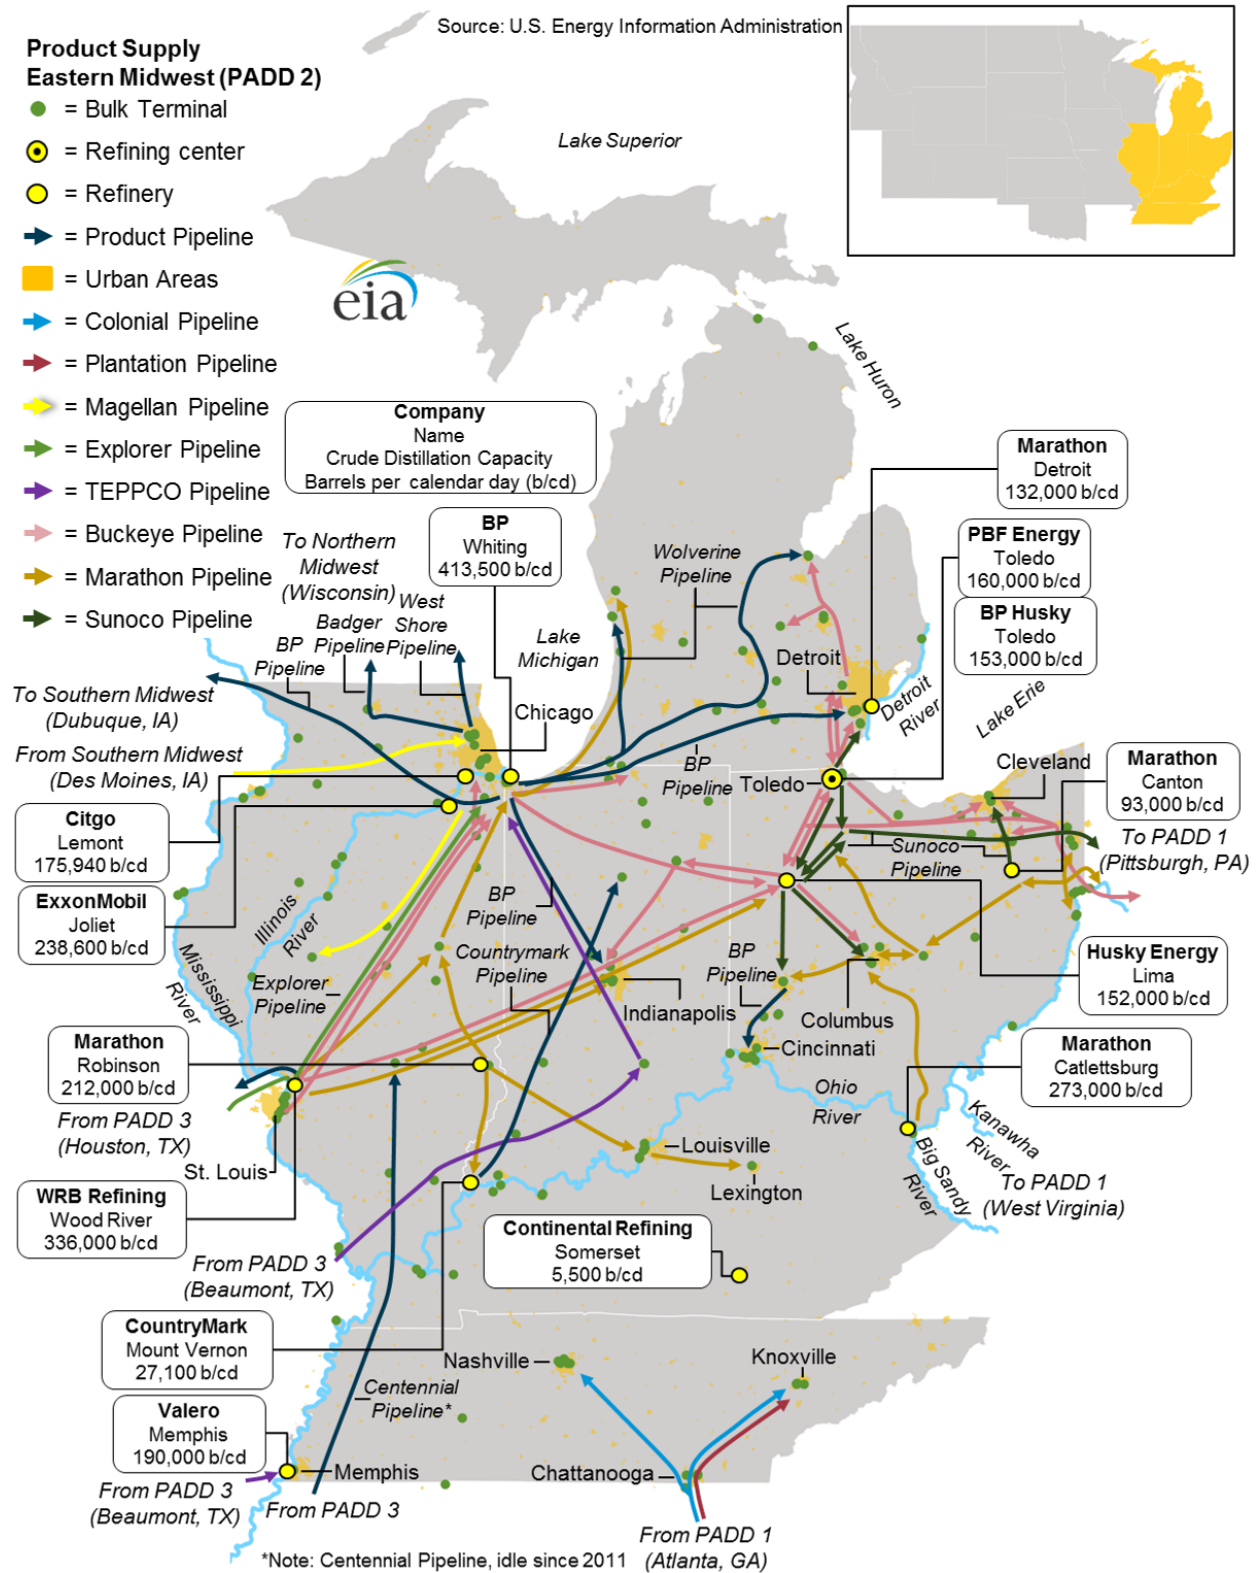 Source: U.S. Energy Information Administration
Product Supply
Eastern Midwest (PADD 2)
= Bulk Terminal
= Refining center
= Refinery
= Product Pipeline
= Urban Areas
= Colonial Pipeline
= Plantation Pipeline
= Magellan Pipeline
= Explorer Pipeline
= TEPPCO Pipeline
= Buckeye Pipeline
= Marathon Pipeline
= Sunoco Pipeline
Lake Superior
eia
Lake Huron
Company
Name
Crude Distillation Capacity
Barrels per calendar day (b/cd)
Marathon
Detroit
132,000 b/cd
BP
Whiting
413,500 b/cd
PBF Energy
Toledo
160,000 b/cd
BP Husky
Toledo
153,000 b/cd
To Northern
Midwest
(Wisconsin)
Wolverine
Pipeline
West
Shore
Pipeline
Badger
Pipeline
BP
Pipeline
Lake
Michigan
Detroit
Detroit
River
Lake Erie
To Southern Midwest
(Dubuque, IA)
Chicago
From Southern Midwest
(Des Moines, IA)
BP
Pipeline
Toledo
Cleveland
Marathon
Canton
93,000 b/cd
Citgo
Lemont
175,940 b/cd
To PADD 1
(Pittsburgh, PA)
Sunoco
Pipeline
ExxonMobil
Joliet
238,600 b/cd
Illinois
River
BP
Pipeline
Mississippi
River
Countrymark
Pipeline
BP
Pipeline
Husky Energy
Lima
152,000 b/cd
Explorer
Pipeline
Indianapolis
Columbus
Marathon
Robinson
212,000 b/cd
Cincinnati
Marathon
Catlettsburg
273,000 b/cd
Ohio
River
From PADD 3
(Houston, TX)
Kanawha
River
St. Louis
Louisville
Big Sandy
River
To PADD 1
(West Virginia)
Lexington
WRB Refining
Wood River
336,000 b/cd
Continental Refining
Somerset
5,500 b/cd
From PADD 3
(Beaumont, TX)
CountryMark
Mount Vernon
27,100 b/cd
Nashville
Knoxville
Centennial
Pipeline*
Valero
Memphis
190,000 b/cd
Memphis
Chattanooga
From PADD 3
(Beaumont, TX)
From PADD 3
From PADD 1
(Atlanta, GA)
*Note: Centennial Pipeline, idle since 2011